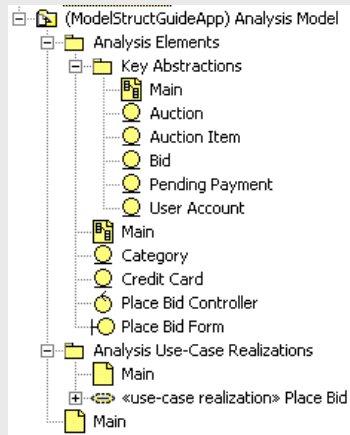 (ModelStructGuideApp) Analysis Model
Analysis Elements
Key Abstractions
Main
Auction
Auction Item
Bid
Pending Payment
User Account
Main
Category
Credit Card
Place Bid Controller
Place Bid Form
Analysis Use-Case Realizations
Main
«use-case realization» Place Bid
Main